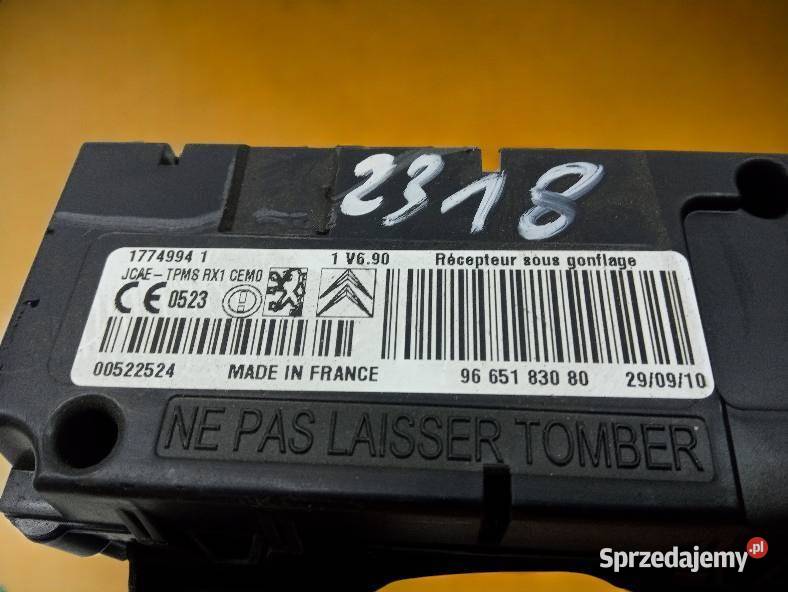 2318
1774994 1
1 V6.90
Récepteur sous gonflage
JCAE-TPMS RX1 CEM0
CE 0523
00522524
MADE IN FRANCE
96 651 830 80
29/09/10
NE PAS LAISSER TOMBER
Sprzedajemy.pl